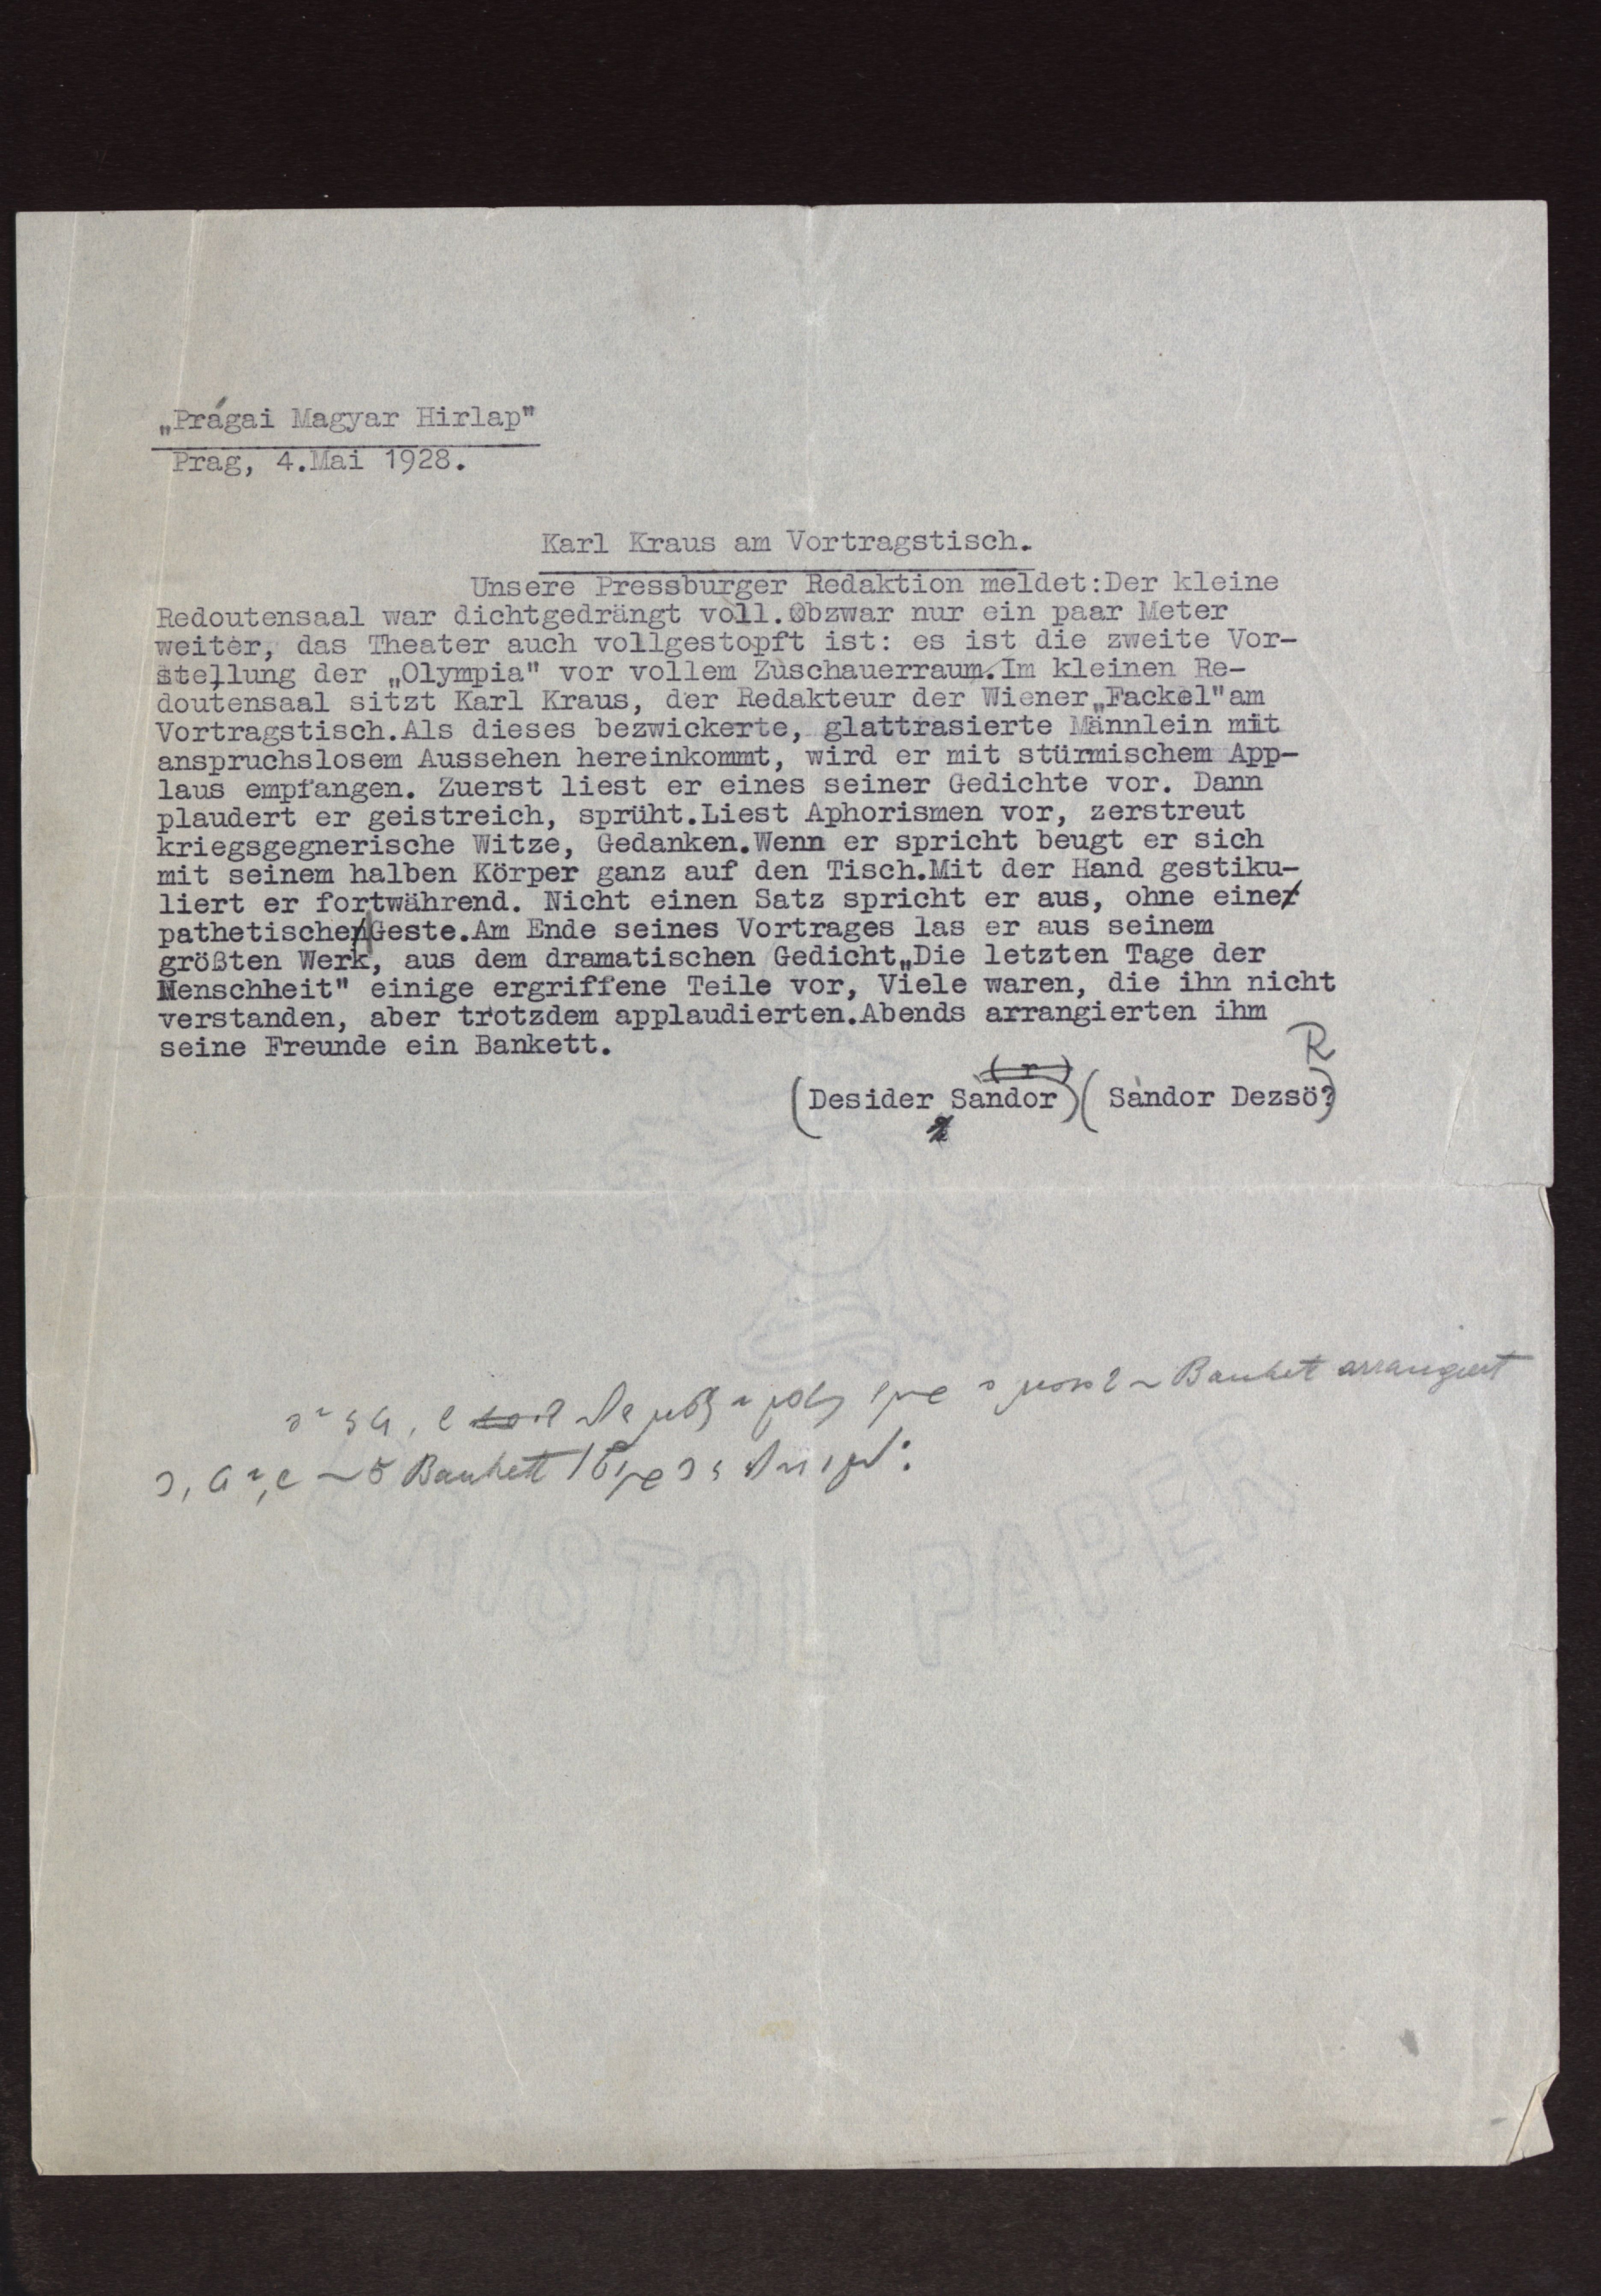 „Prágai Magyar Hirlap"
Prag, 4.Mai 1928.
Karl Kraus am Vortragstisch.
Unsere Pressburger Redaktion meldet:Der kleine
Redoutensaal war dichtgedrängt voll.Obzwar nur ein paar Meter
weiter, das Theater auch vollgestopft ist: es ist die zweite Vor-
stellung der „Olympia" vor vollem Zuschauerraum.Im kleinen Re-
doutensaal sitzt Karl Kraus, der Redakteur der Wiener„Fackel"am
Vortragstisch.Als dieses bezwickerte, glattrasierte Männlein mit
anspruchslosem Aussehen hereinkommt, wird er mit stürmischem App-
laus empfangen. Zuerst liest er eines seiner Gedichte vor. Dann
plaudert er geistreich, sprüht.Liest Aphorismen vor, zerstreut
kriegsgegnerische Witze, Gedanken.Wenn er spricht beugt er sich
mit seinem halben Körper ganz auf den Tisch.Mit der Hand gestiku-
liert er fortwährend. Nicht einen Satz spricht er aus, ohne eine
pathetische Geste.Am Ende seines Vortrages las er aus seinem
größten Werk, aus dem dramatischen Gedicht„Die letzten Tage der
Menschheit" einige ergriffene Teile vor, Viele waren, die ihn nicht
verstanden, aber trotzdem applaudierten.Abends arrangierten ihm
seine Freunde ein Bankett.
R
(r)
(Desider Sándor)(Sándor Dezsö?)
Bankett arrangiert
Bankett